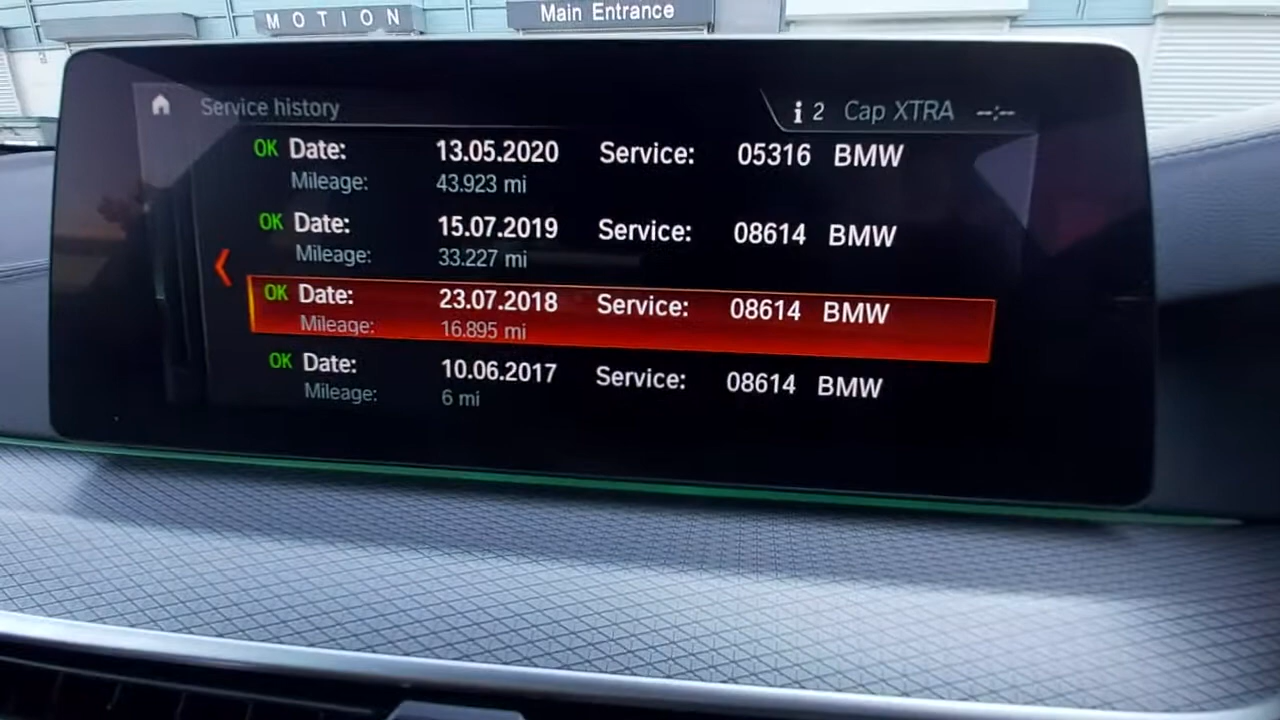 MOTION
Main Entrance
Service history
i 2 Cap XTRA --:--
OK Date: 13.05.2020 Service: 05316 BMW
Mileage: 43.923 mi
OK Date: 15.07.2019 Service: 08614 BMW
Mileage: 33.227 mi
OK Date: 23.07.2018 Service: 08614 BMW
Mileage: 16.895 mi
OK Date: 10.06.2017 Service: 08614 BMW
Mileage: 6 mi